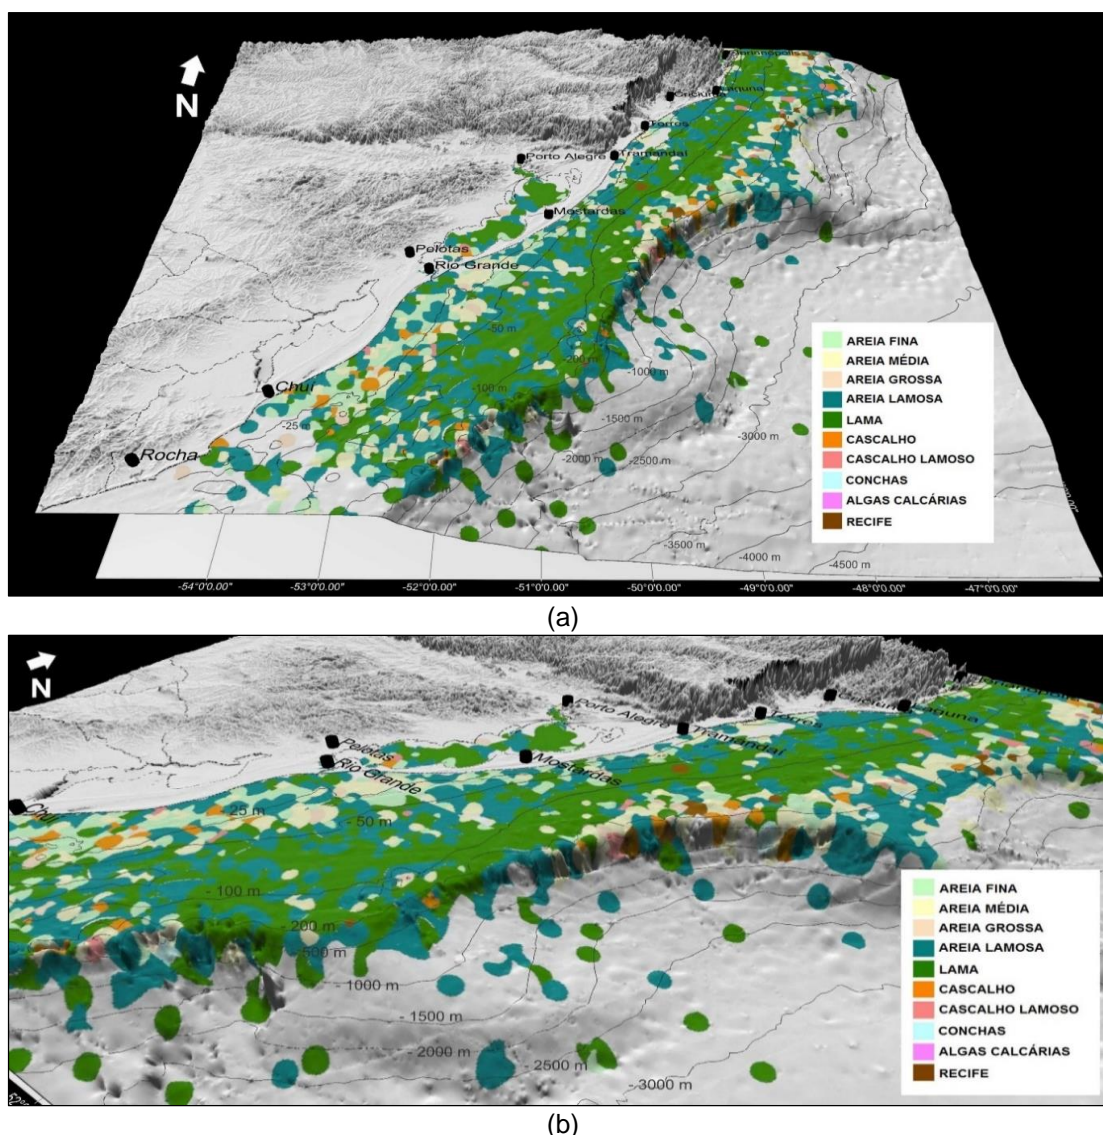 N
Laguna
Torres
Porto Alegre
Tramandaí
Mostardas
Pelotas
Rio Grande
-50 m
-200 m
-1000 m
Chuí
-100 m
-25 m
-1500 m
-3000 m
Rocha
-2000 m
-2500 m
-3500 m
-4000 m
-4500 m
AREIA FINA
AREIA MÉDIA
AREIA GROSSA
AREIA LAMOSA
LAMA
CASCALHO
CASCALHO LAMOSO
CONCHAS
ALGAS CALCÁRIAS
RECIFE
-54°0'0.00"
-53°0'0.00"
-52°0'0.00"
-51°0'0.00"
-50°0'0.00"
-49°0'0.00"
-48°0'0.00"
-47°0'0.00"
(a)
N
Porto Alegre
Laguna
Tramandaí
Pelotas
Rio Grande
Mostardas
Chuí
- 25 m
- 50 m
- 100 m
- 200 m
- 500 m
- 1000 m
- 1500 m
- 2000 m
- 2500 m
- 3000 m
AREIA FINA
AREIA MÉDIA
AREIA GROSSA
AREIA LAMOSA
LAMA
CASCALHO
CASCALHO LAMOSO
CONCHAS
ALGAS CALCÁRIAS
RECIFE
(b)